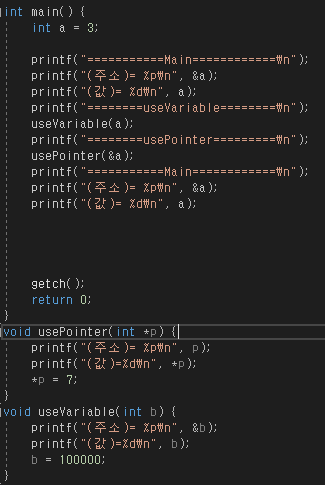 int main() {
int a = 3;
printf("===========Main============₩n");
printf("(주소)= %p₩n", &a);
printf("(값)= %d₩n", a);
printf("========useVariable========₩n");
useVariable(a);
printf("========usePointer=========₩n");
usePointer(&a);
printf("===========Main============₩n");
printf("(주소)= %p₩n", &a);
printf("(값)= %d₩n", a);
getch();
return 0;
}
void usePointer(int *p) {
printf("(주소)= %p₩n", p);
printf("(값)=%d₩n", *p);
*p = 7;
}
void useVariable(int b) {
printf("(주소)= %p₩n", &b);
printf("(값)=%d₩n", b);
b = 100000;
}